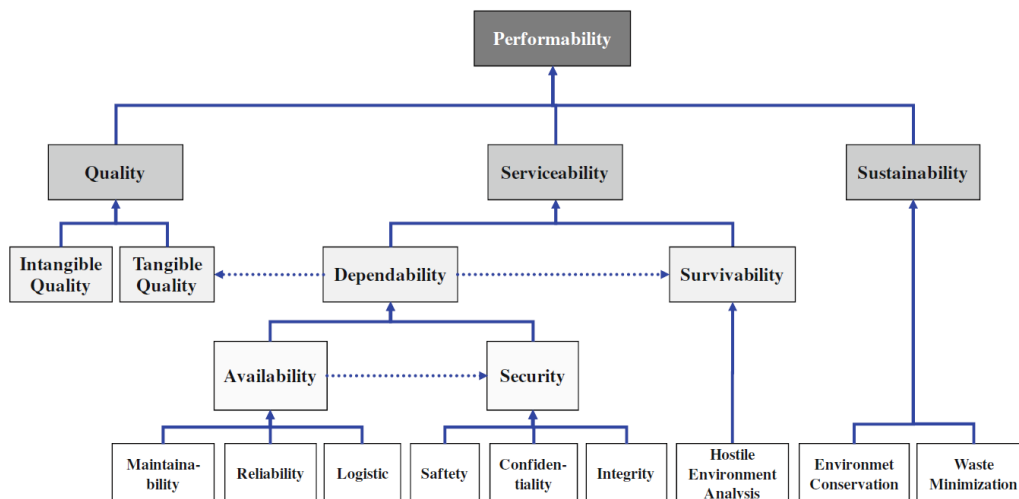 Performability
Quality
Serviceability
Sustainability
Intangible
Quality
Tangible
Quality
Dependability
Survivability
Availability
Security
Maintaina-
bility
Reliability
Logistic
Saftety
Confiden-
tiality
Integrity
Hostile
Environment
Analysis
Environmet
Conservation
Waste
Minimization